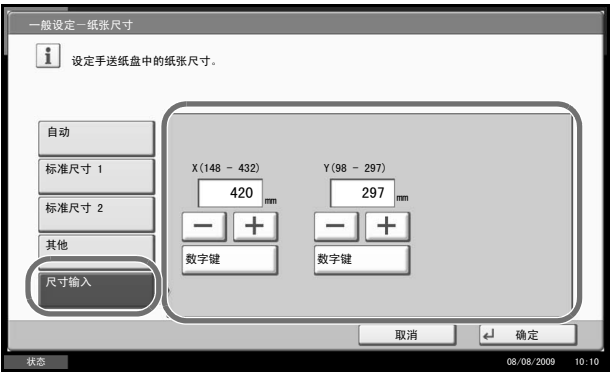 一般设定－纸张尺寸
i 设定手送纸盘中的纸张尺寸。
自动
标准尺寸 1
标准尺寸 2
其他
尺寸输入
X(148 - 432)
420 mm
数字键
Y(98 - 297)
297 mm
数字键
取消
确定
状态
08/08/2009 10:10